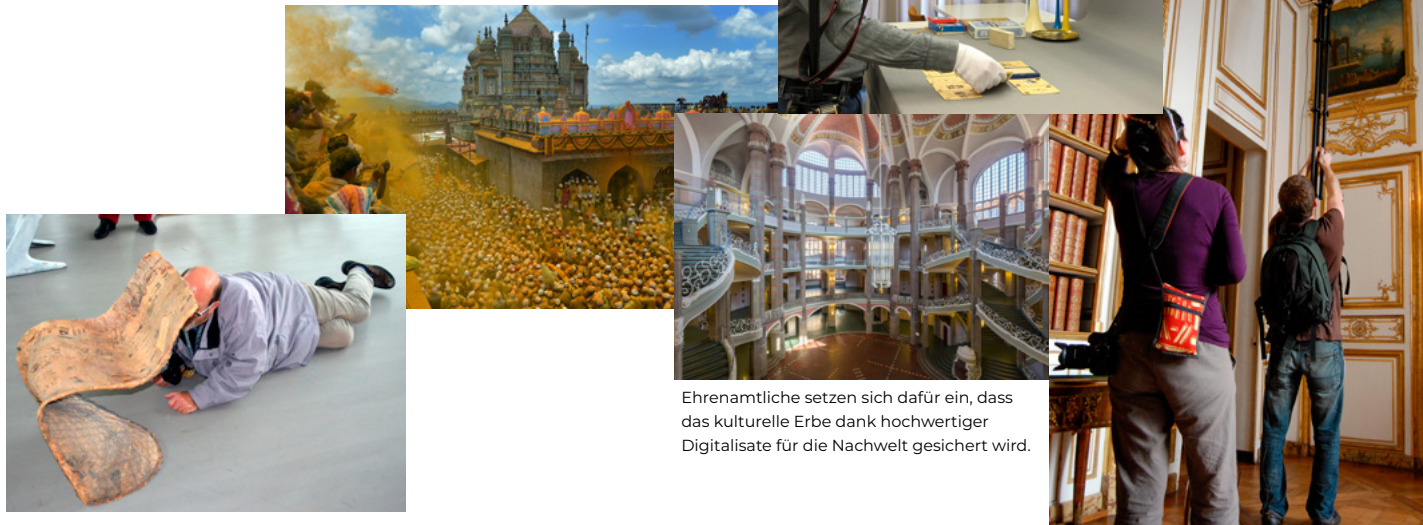 Ehrenamtliche setzen sich dafür ein, dass
das kulturelle Erbe dank hochwertiger
Digitalisate für die Nachwelt gesichert wird.